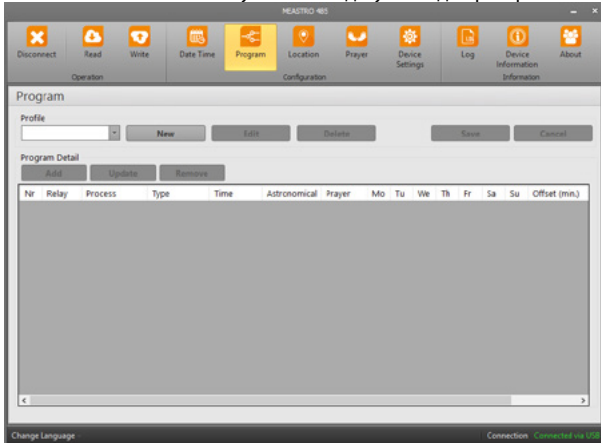 MEASTRO 485
Disconnect Read Write Date Time Program Location Prayer Device Settings Log Device Information About
Operation Configuration Information
Program
Profile
New Edit Delete Save Cancel
Program Detail
Add Update Remove
Nr Relay Process Type Time Astronomical Prayer Mo Tu We Th Fr Sa Su Offset (min.)
Change Language Connection Connected via USB